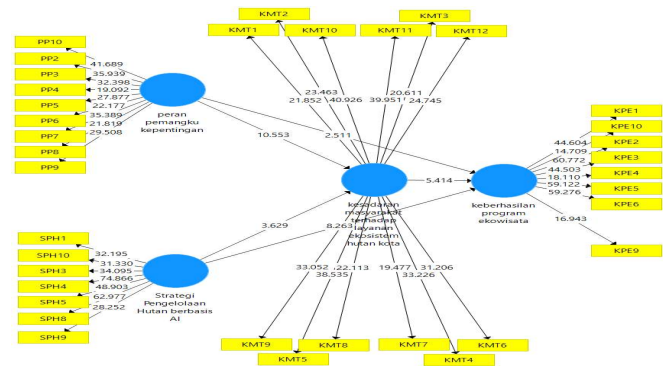 KMT2
KMT3
KMT1
KMT10
KMT11
KMT12
PP10
PP2
PP3
PP4
PP5
PP6
PP7
PP8
PP9
41.689
35.939
32.398
19.092
27.877
22.177
35.389
21.819
29.508
peran
pemangku
kepentingan
23.463
21.852
40.926
20.611
39.951
24.745
10.553
2.511
5.414
3.629
8.263
kesadaran
masyarakat
terhadap
layanan
ekosistem
hutan kota
KPE1
KPE10
KPE2
KPE3
KPE4
KPE5
KPE6
KPE9
44.604
14.709
60.772
44.503
18.110
59.122
59.276
16.943
keberhasilan
program
ekowisata
SPH1
SPH10
SPH3
SPH4
SPH5
SPH8
SPH9
32.195
31.330
34.095
74.866
48.903
62.977
28.252
Strategi
Pengelolaan
Hutan berbasis
AI
33.052
22.113
38.535
19.477
31.206
33.226
KMT9
KMT8
KMT7
KMT6
KMT5
KMT4